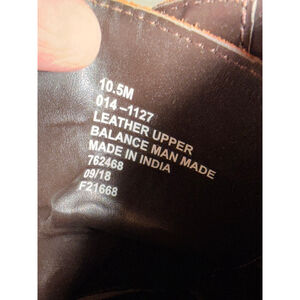 10.5M
014-1127
LEATHER UPPER
BALANCE MAN MADE
MADE IN INDIA
762468
09/18
F21668